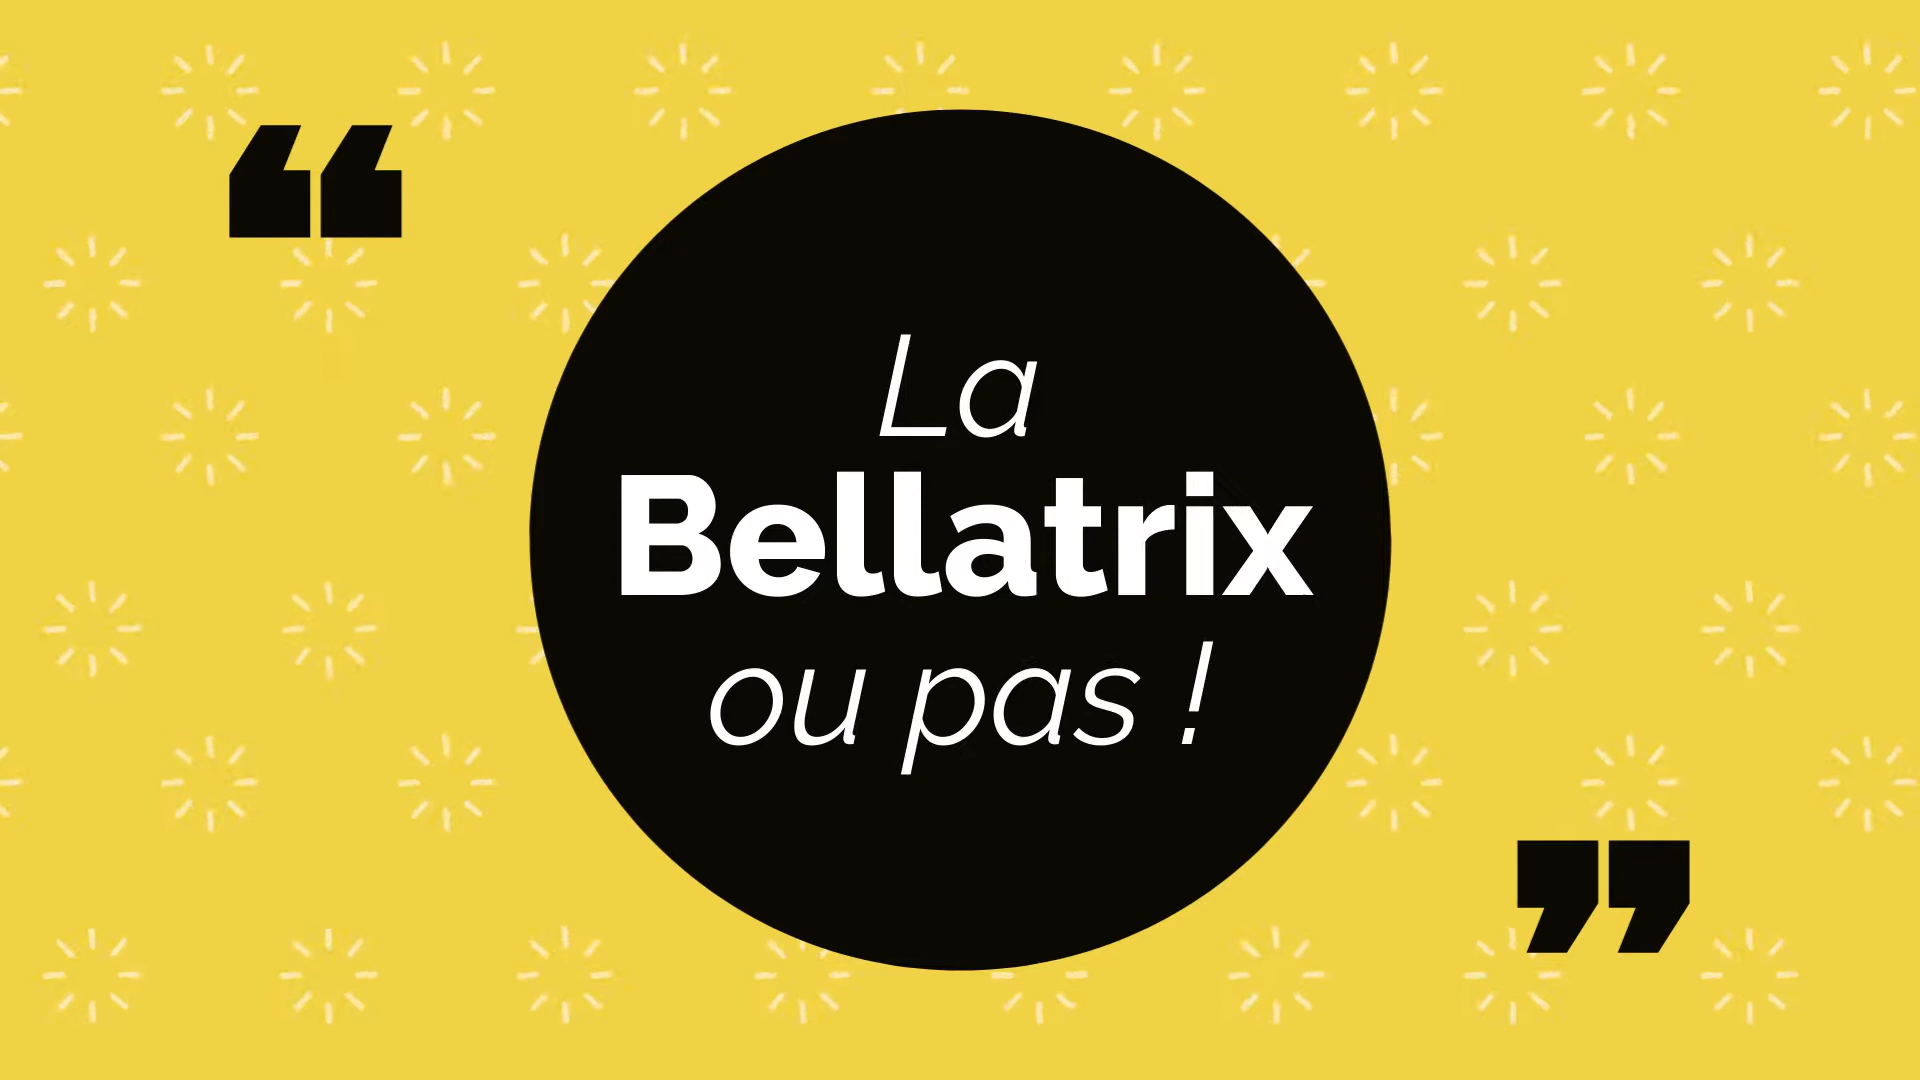 “
La
Bellatrix
ou pas !
”